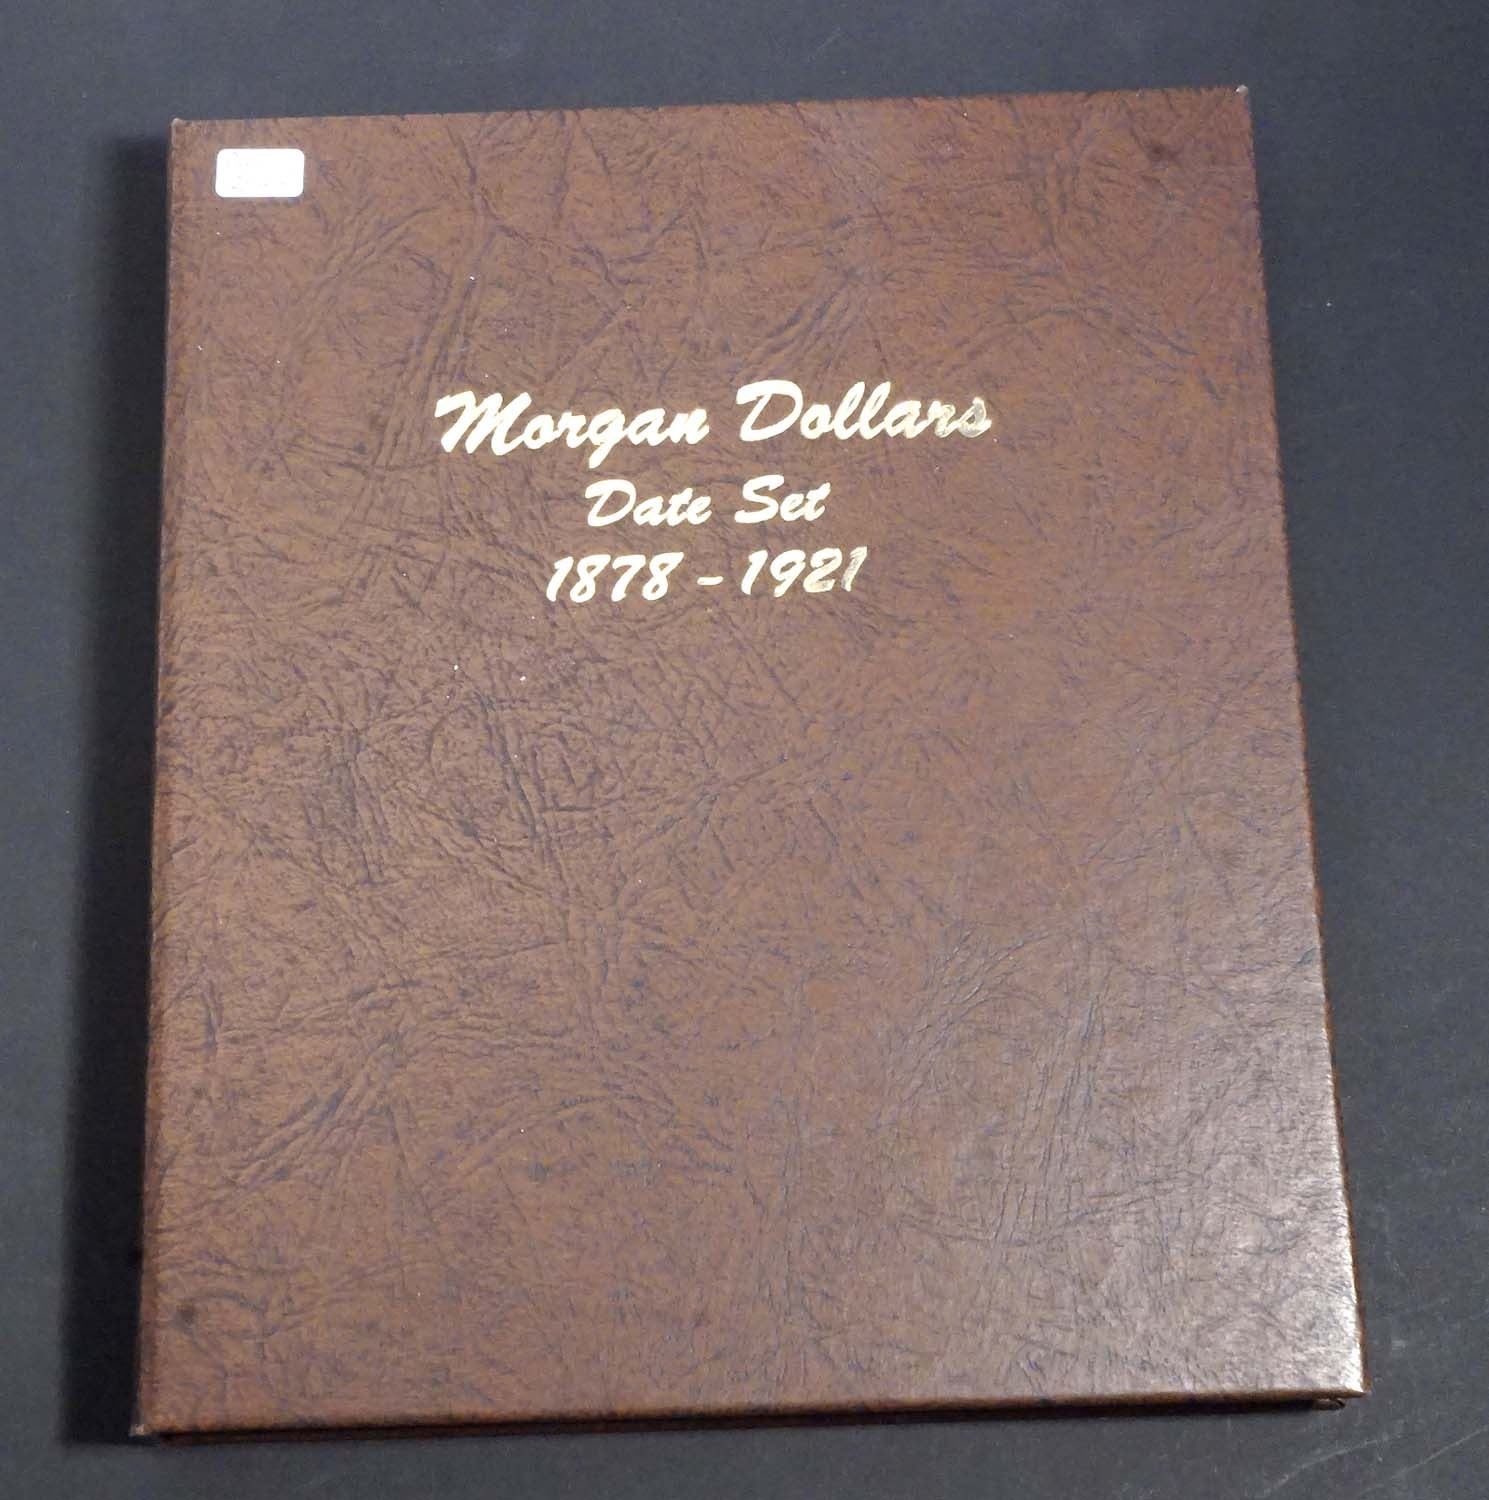 Morgan Dollars
Date Set
1878 - 1921